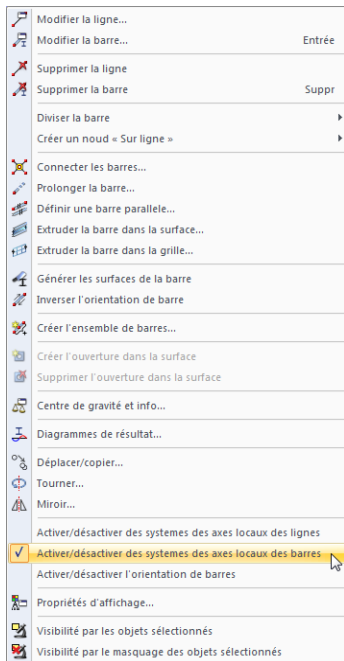 Modifier la ligne...
Modifier la barre... Entrée
Supprimer la ligne
Supprimer la barre Suppr
Diviser la barre
Créer un noud « Sur ligne »
Connecter les barres...
Prolonger la barre...
Définir une barre parallele...
Extruder la barre dans la surface...
Extruder la barre dans la grille...
Générer les surfaces de la barre
Inverser l'orientation de barre
Créer l'ensemble de barres...
Créer l'ouverture dans la surface
Supprimer l'ouverture dans la surface
Centre de gravité et info...
Diagrammes de résultat...
Déplacer/copier...
Tourner...
Miroir...
Activer/désactiver des systemes des axes locaux des lignes
Activer/désactiver des systemes des axes locaux des barres
Activer/désactiver l'orientation de barres
Propriétés d'affichage...
Visibilité par les objets sélectionnés
Visibilité par le masquage des objets sélectionnés